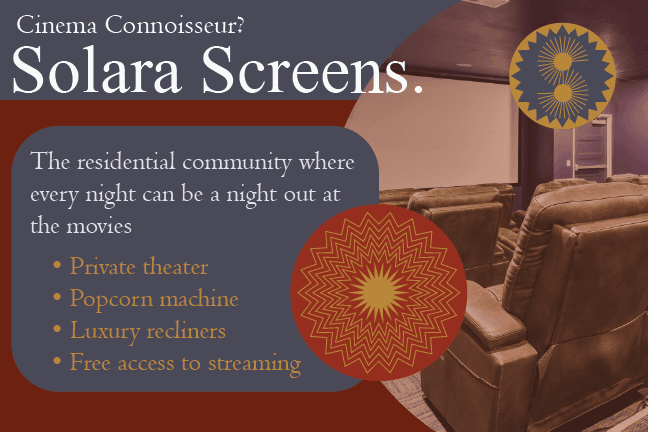 Cinema Connoisseur?
Solara Screens.
The residential community where
every night can be a night out at
the movies
• Private theater
• Popcorn machine
• Luxury recliners
• Free access to streaming